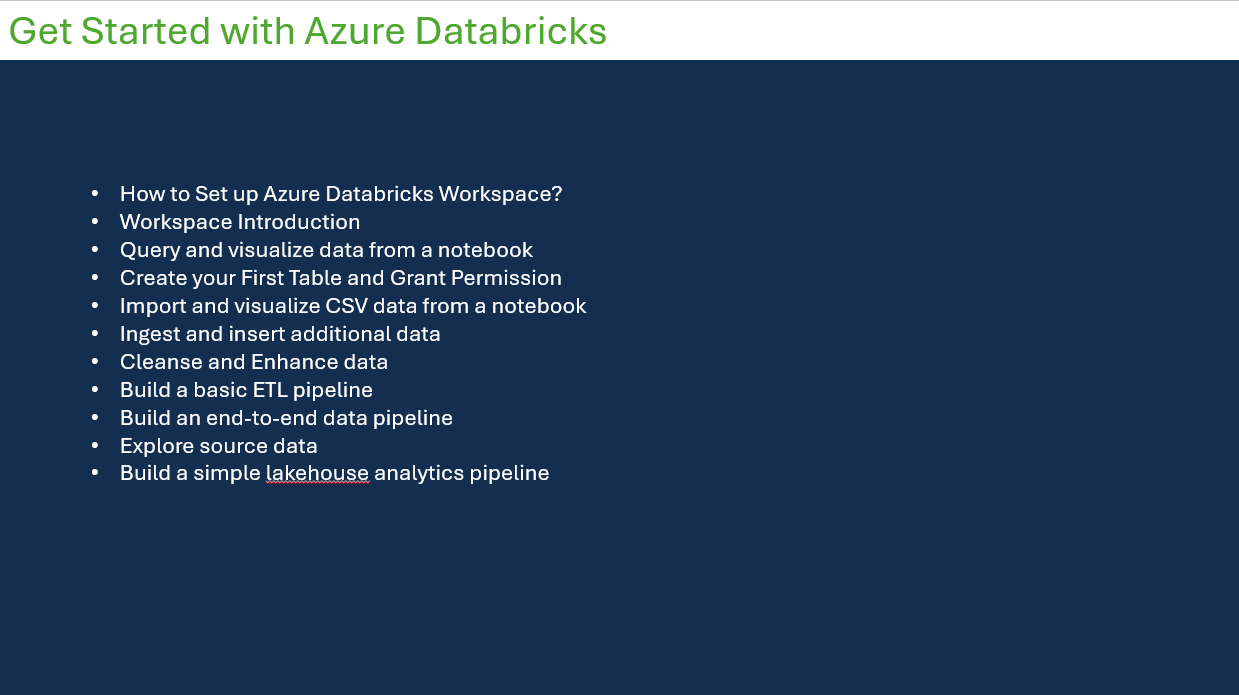 Get Started with Azure Databricks
• How to Set up Azure Databricks Workspace?
• Workspace Introduction
• Query and visualize data from a notebook
• Create your First Table and Grant Permission
• Import and visualize CSV data from a notebook
• Ingest and insert additional data
• Cleanse and Enhance data
• Build a basic ETL pipeline
• Build an end-to-end data pipeline
• Explore source data
• Build a simple lakehouse analytics pipeline